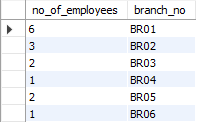 no_of_employees branch_no
6 BR01
3 BR02
2 BR03
1 BR04
2 BR05
1 BR06